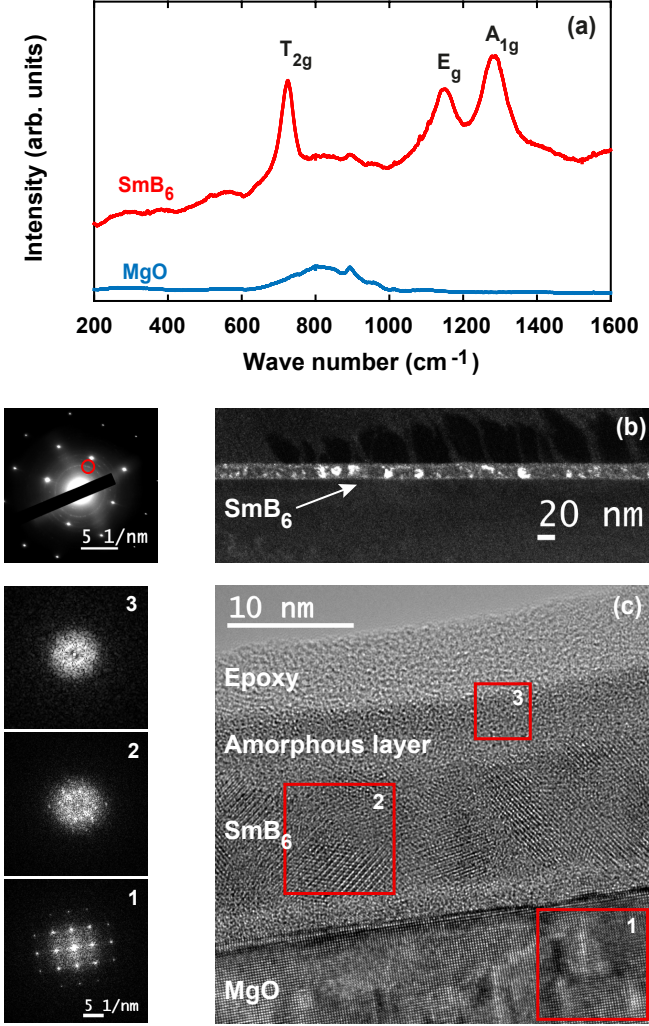 (a)
T2g
Eg
A1g
SmB6
MgO
Intensity (arb. units)
200 400 600 800 1000 1200 1400 1600
Wave number (cm -1)
5 1/nm
(b)
SmB6
20 nm
3
2
1
5 1/nm
10 nm
(c)
Epoxy
3
Amorphous layer
2
SmB6
1
MgO